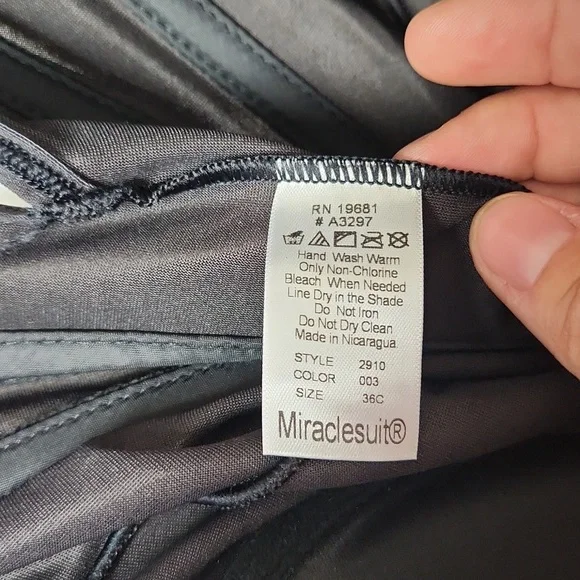 RN 19681
# A3297
Hand Wash Warm
Only Non-Chlorine
Bleach When Needed
Line Dry in the Shade
Do Not Iron
Do Not Dry Clean
Made in Nicaragua
STYLE 2910
COLOR 003
SIZE 36C
Miraclesuit®